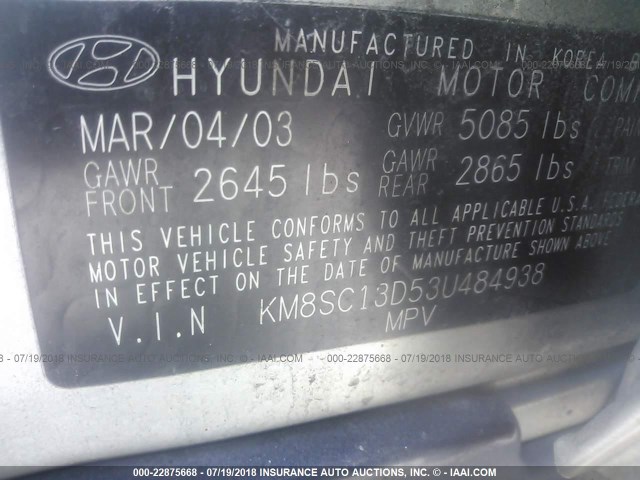 MANUFACTURED IN KOREA
HYUNDAI MOTOR
MAR/04/03 GVWR 5085 lbs
GAWR FRONT 2645 lbs GAWR REAR 2865 lbs
THIS VEHICLE CONFORMS TO ALL APPLICABLE U.S.A.
MOTOR VEHICLE SAFETY AND THEFT PREVENTION STANDARDS
IN EFFECT ON THE DATE OF MANUFACTURE SHOWN ABOVE
V.I.N KM8SC13D53U484938
MPV
000-22875668 - 07/19/2018 INSURANCE AUTO AUCTIONS, INC. - © IAAI.COM